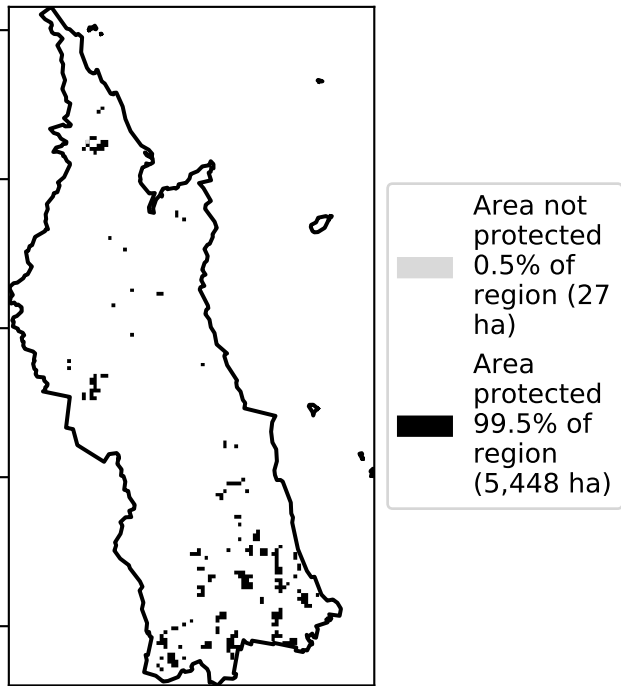 Area not
protected
0.5% of
region (27
ha)
Area
protected
99.5% of
region
(5,448 ha)